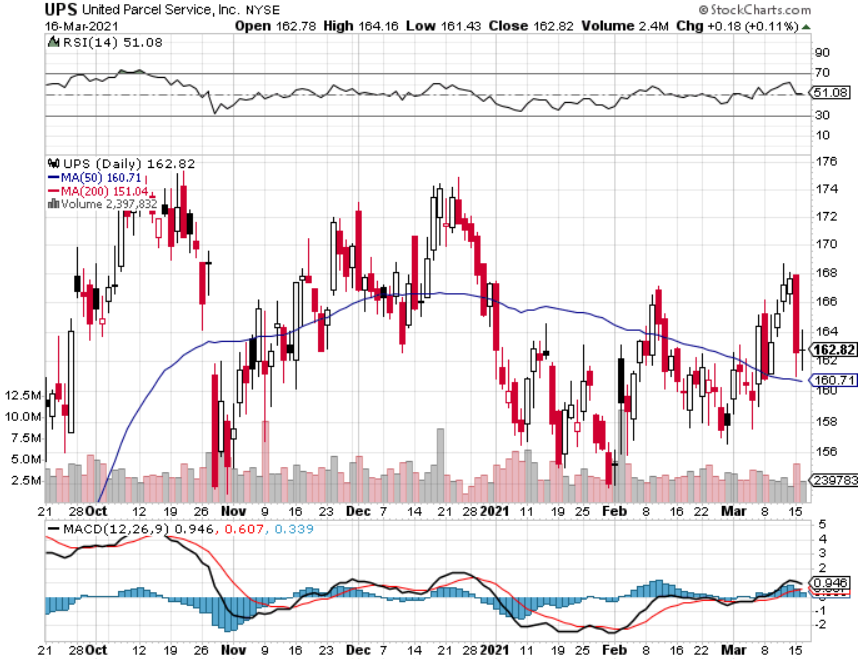 UPS United Parcel Service, Inc. NYSE
© StockCharts.com
16-Mar-2021
Open 162.78 High 164.16 Low 161.43 Close 162.82 Volume 2.4M Chg +0.18 (+0.11%)
RSI(14) 51.08
90
70
51.08
30
10
UPS (Daily) 162.82
MA(50) 160.71
MA(200) 151.04
Volume 2,397,832
176
174
172
170
168
166
164
162.82
162
160.71
160
158
156
239783
12.5M
10.0M
7.5M
5.0M
2.5M
21 28 Oct 12 19 26 Nov 9 16 23 Dec 7 14 21 28 2021 11 19 25 Feb 8 16 22 Mar 8 15
MACD(12,26,9) 0.946, 0.607, 0.339
5
4
3
2
0.946
-1
-2
21 28 Oct 12 19 26 Nov 9 16 23 Dec 7 14 21 28 2021 11 19 25 Feb 8 16 22 Mar 8 15